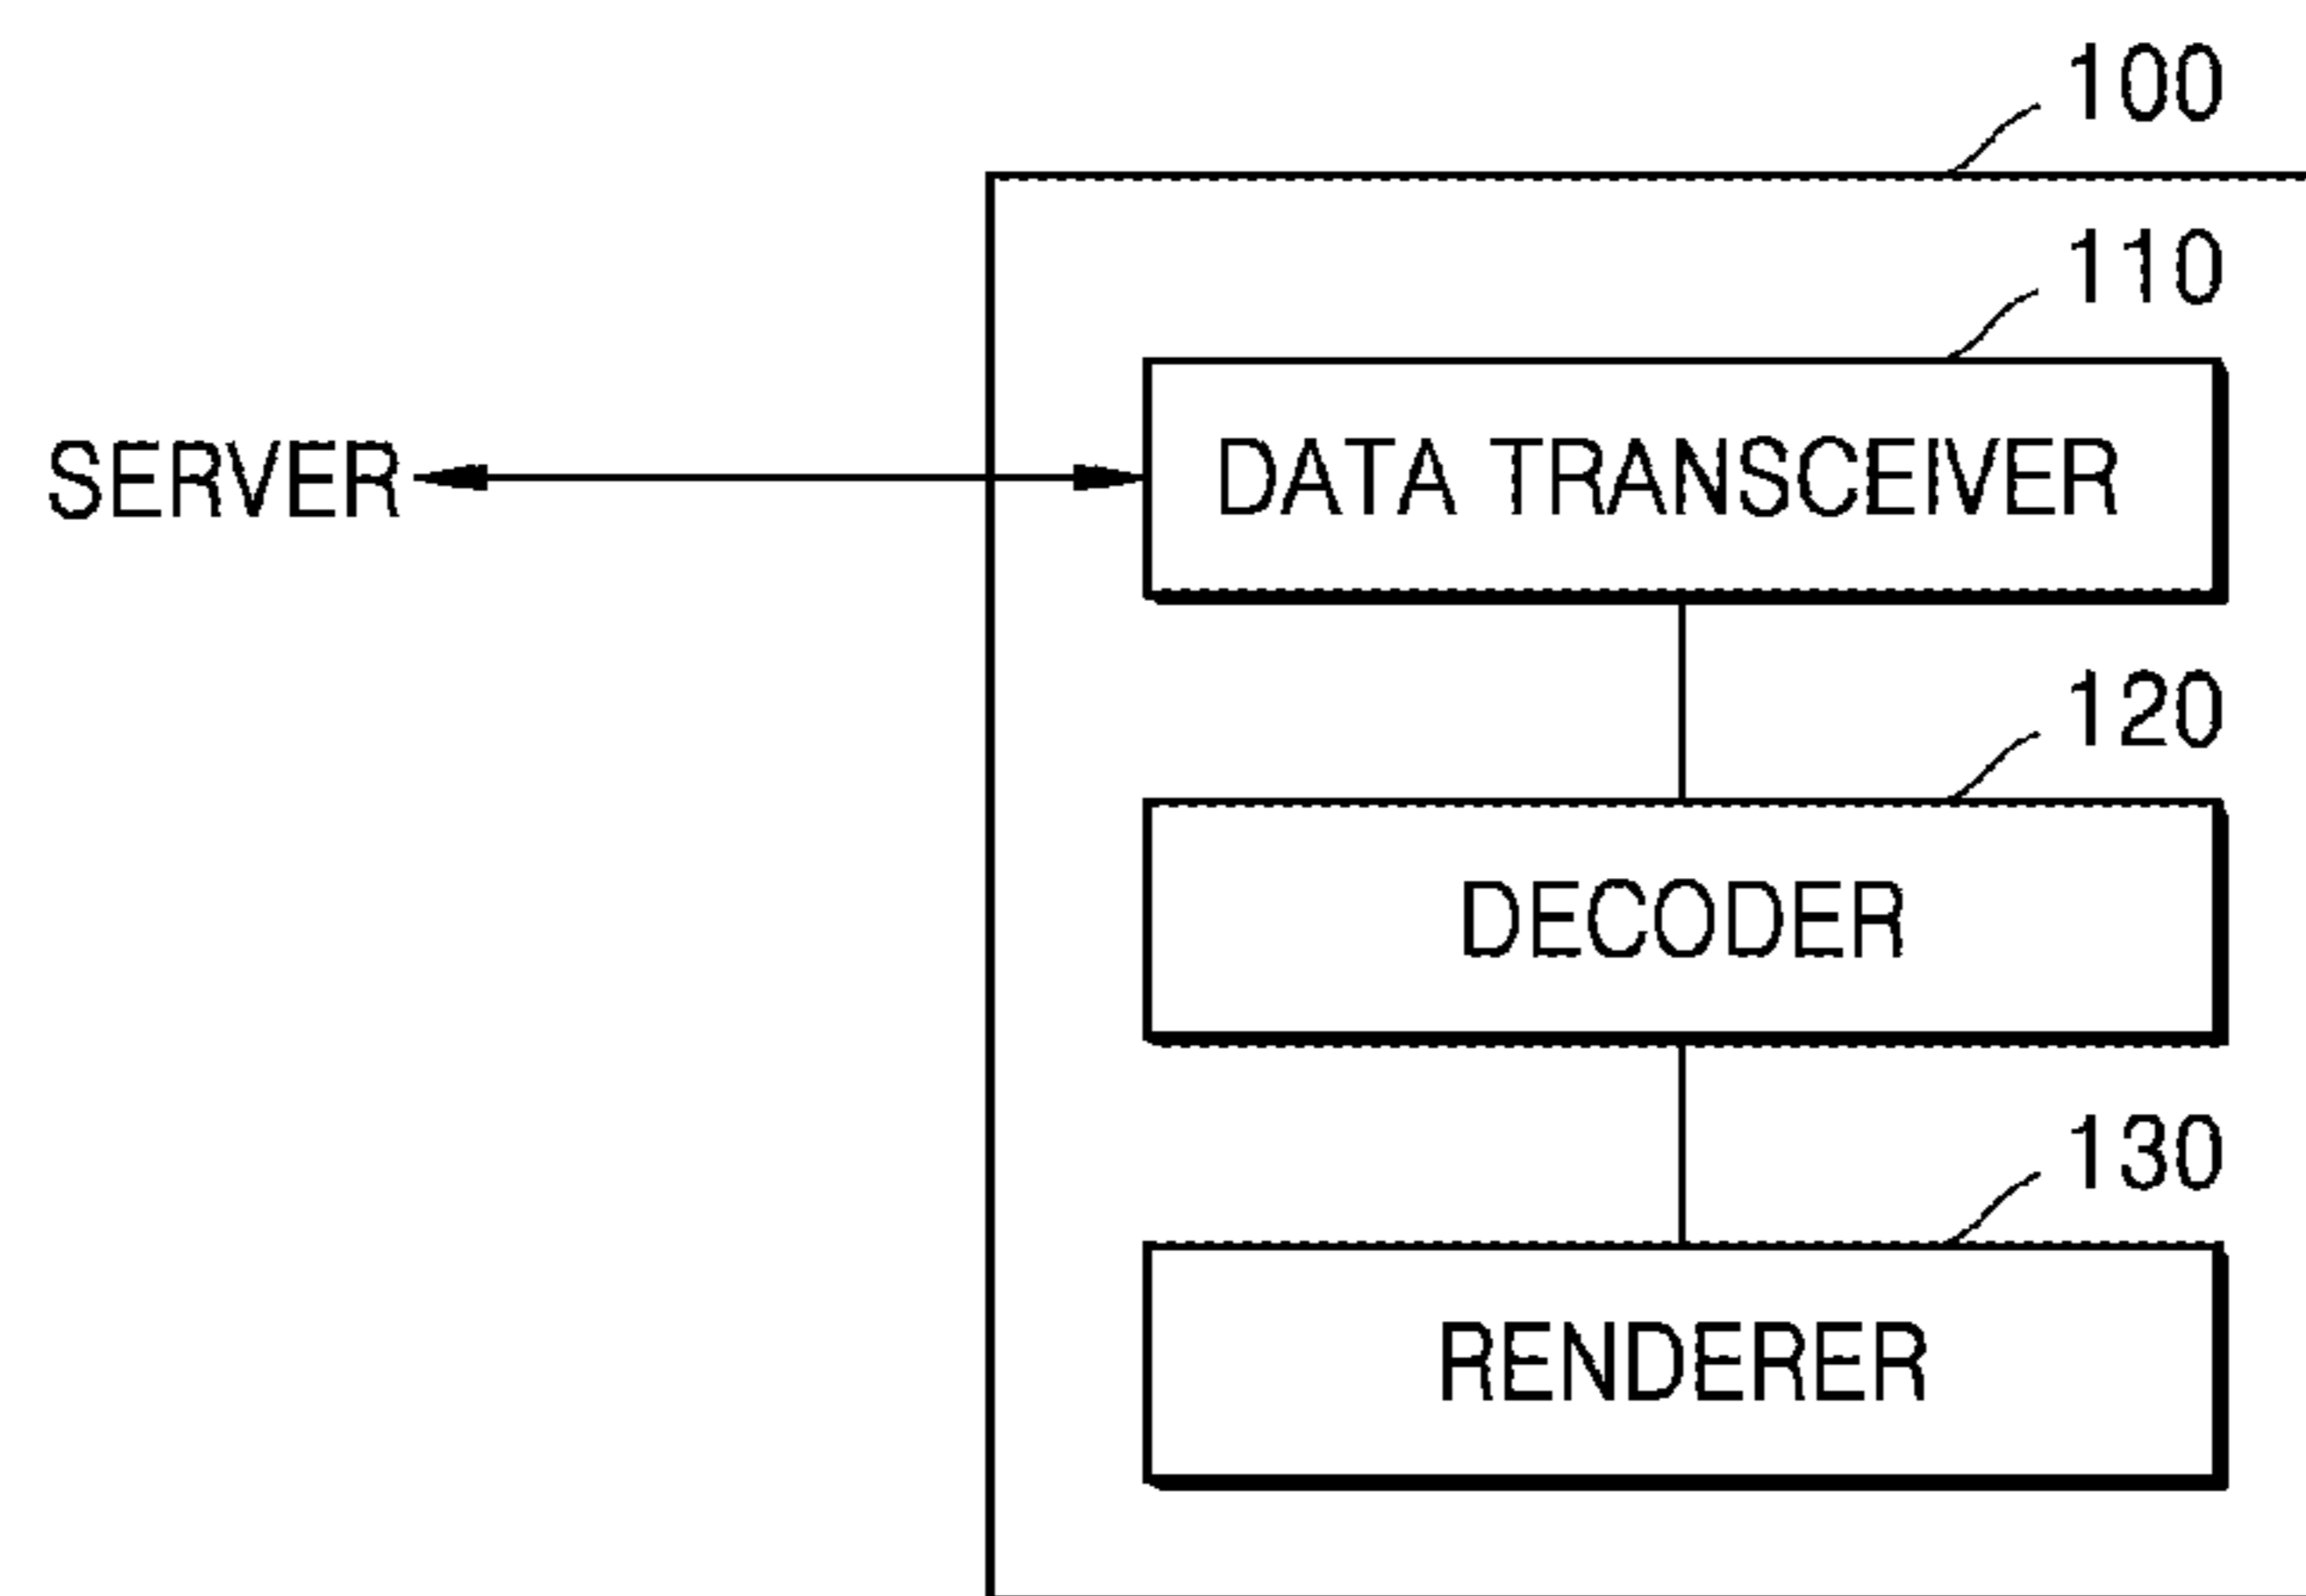 100
110
SERVER
DATA TRANSCEIVER
120
DECODER
130
RENDERER